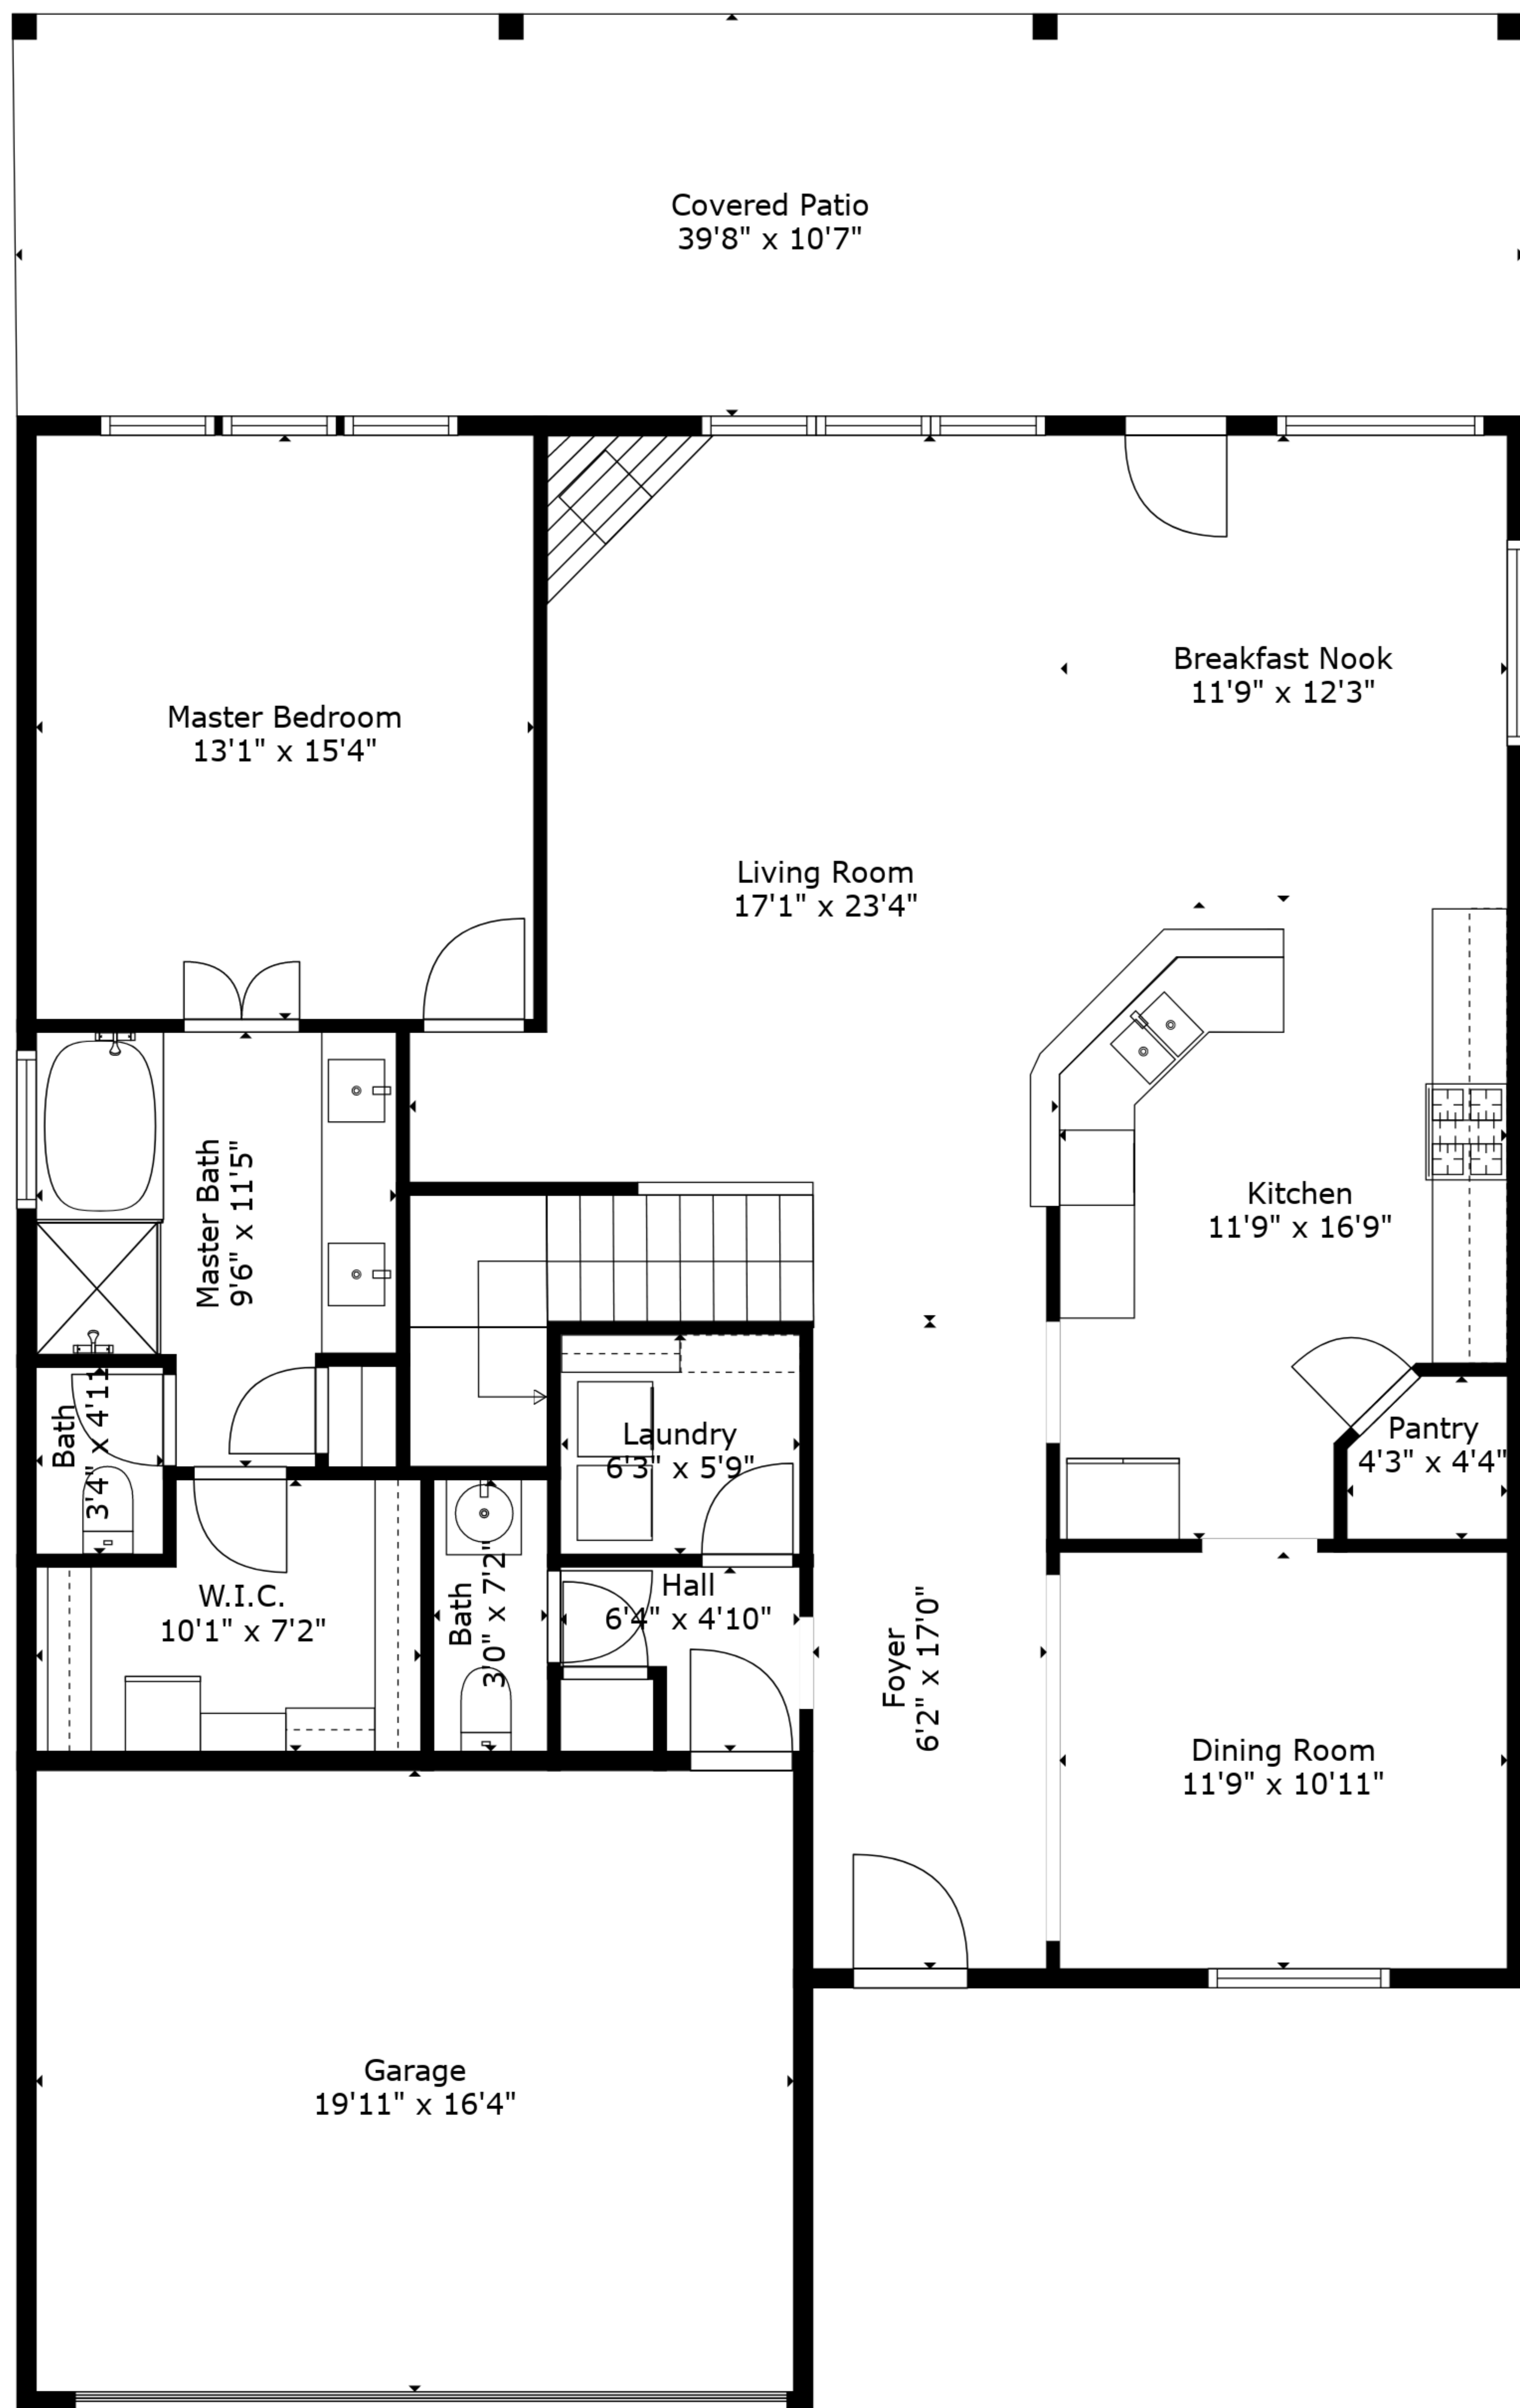 Covered Patio
39'8" x 10'7"
Breakfast Nook
11'9" x 12'3"
Master Bedroom
13'1" x 15'4"
Living Room
17'1" x 23'4"
Master Bath
9'6" x 11'5"
Kitchen
11'9" x 16'9"
Bath
3'4" x 4'11
Laundry
6'3" x 5'9"
Pantry
4'3" x 4'4"
W.I.C.
10'1" x 7'2"
Bath
3'0" x 7'2"
Hall
6'4" x 4'10"
Foyer
6'2" x 17'0"
Dining Room
11'9" x 10'11"
Garage
19'11" x 16'4"